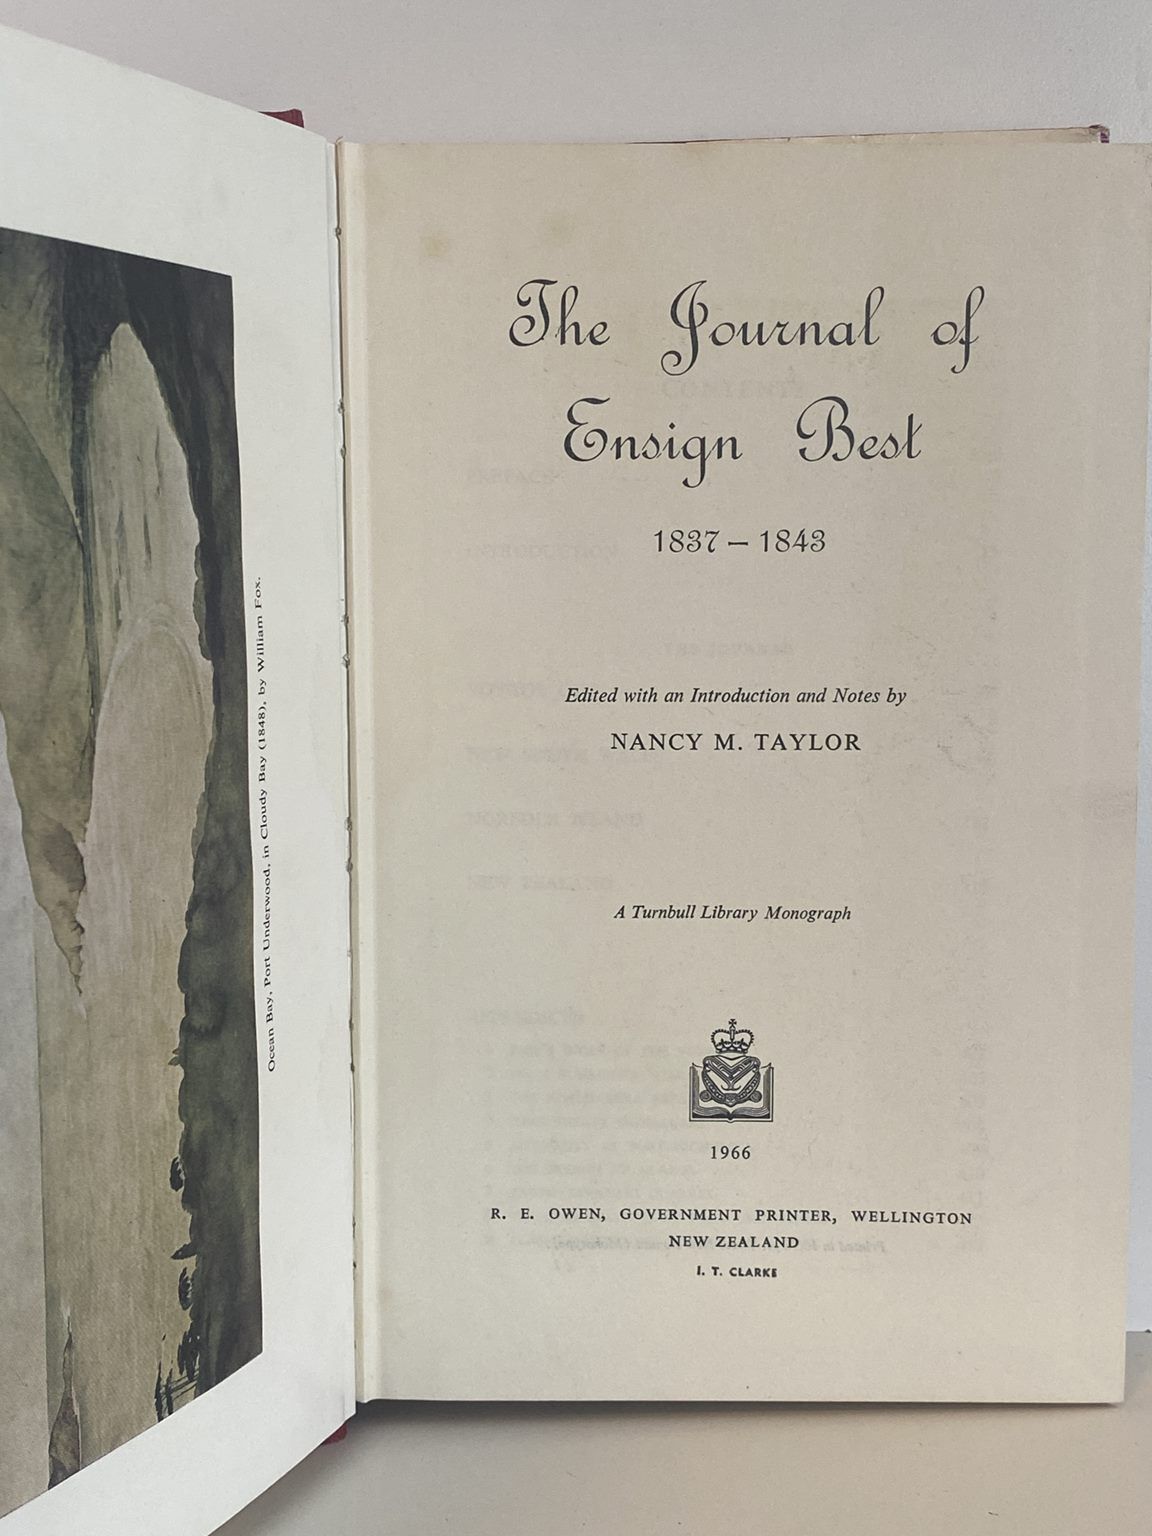 Ocean Bay, Port Underwood, in Cloudy Bay (1848), by William Fox.
The Journal of
Ensign Best
1837 – 1843
Edited with an Introduction and Notes by
NANCY M. TAYLOR
A Turnbull Library Monograph
1966
R. E. OWEN, GOVERNMENT PRINTER, WELLINGTON
NEW ZEALAND
I. T. CLARKE